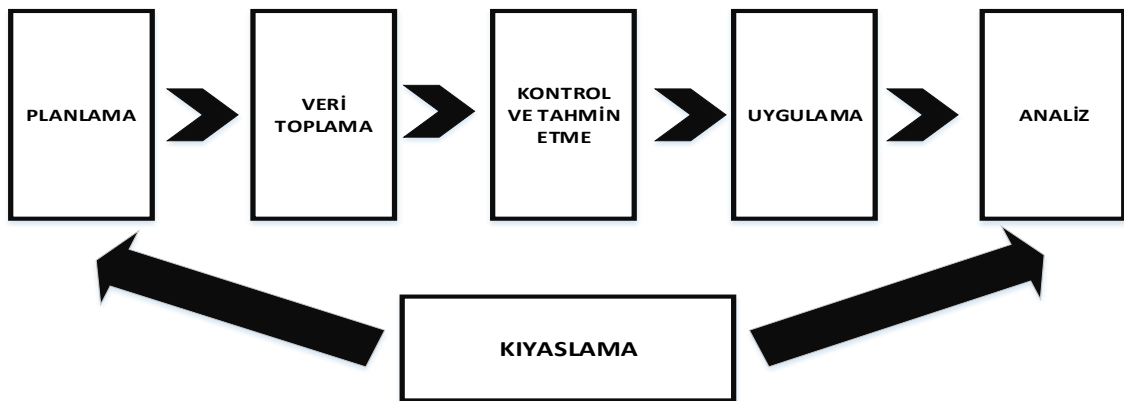 PLANLAMA
VERİ
TOPLAMA
KONTROL
VE TAHMİN
ETME
UYGULAMA
ANALİZ
KIYASLAMA